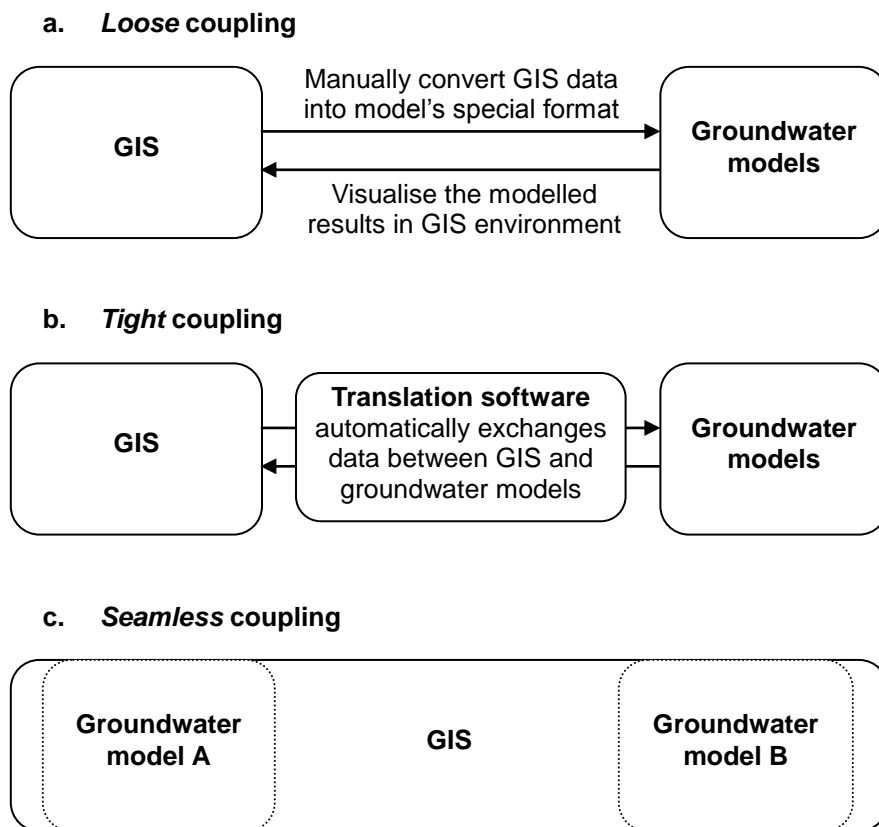 a. Loose coupling
GIS
Manually convert GIS data
into model's special format
Visualise the modelled
results in GIS environment
Groundwater
models
b. Tight coupling
GIS
Translation software
automatically exchanges
data between GIS and
groundwater models
Groundwater
models
c. Seamless coupling
Groundwater
model A
GIS
Groundwater
model B